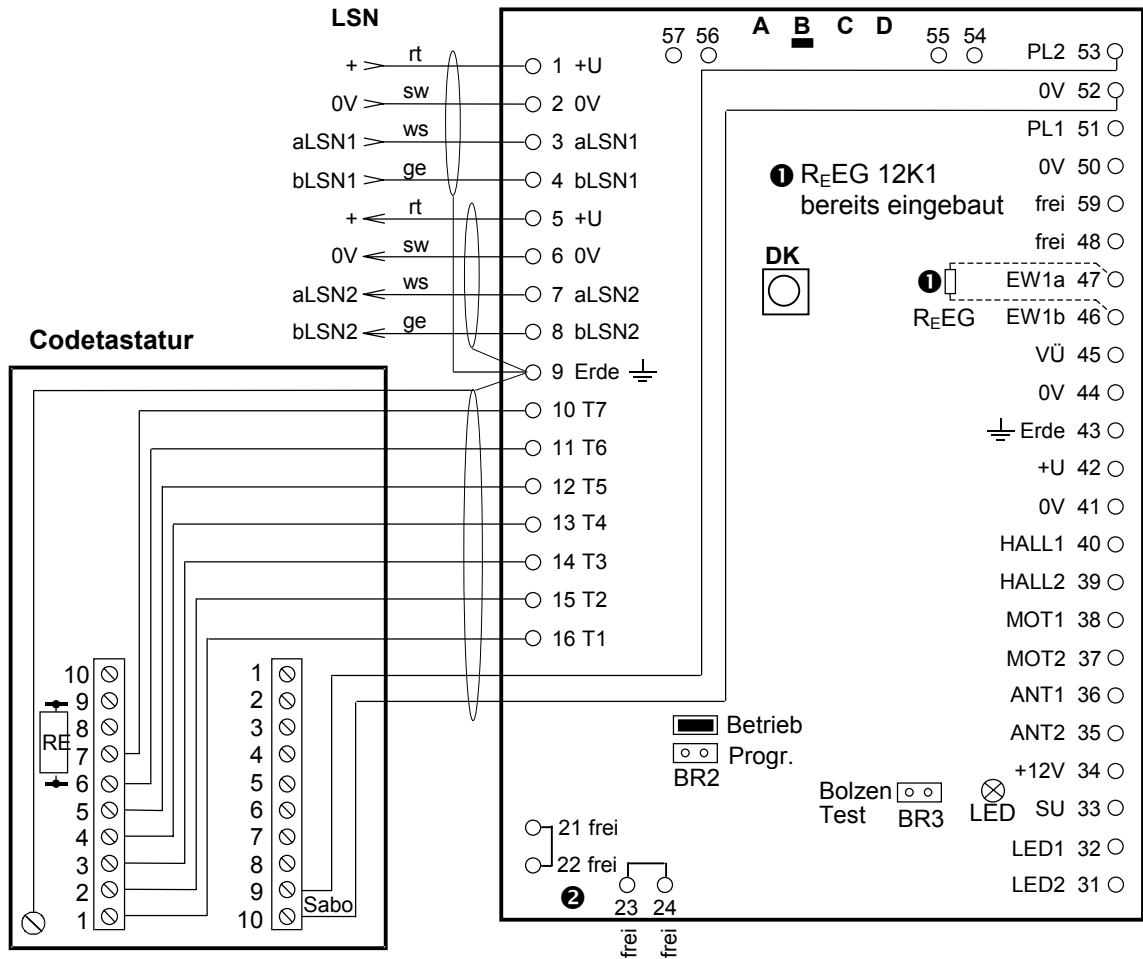 LSN
+ rt 1 +U
0V sw 2 0V
aLSN1 ws 3 aLSN1
bLSN1 ge 4 bLSN1
+ rt 5 +U
0V sw 6 0V
aLSN2 ws 7 aLSN2
bLSN2 ge 8 bLSN2
9 Erde
10 T7
11 T6
12 T5
13 T4
14 T3
15 T2
16 T1
57 56
A B C D
55 54
PL2 53
0V 52
PL1 51
0V 50
frei 59
frei 48
EW1a 47
EW1b 46
VÜ 45
0V 44
Erde 43
+U 42
0V 41
HALL1 40
HALL2 39
MOT1 38
MOT2 37
ANT1 36
ANT2 35
+12V 34
SU 33
LED1 32
LED2 31
❶ REEG 12K1
bereits eingebaut
DK
❶
REEG
Codetastatur
10
9
8
7
6
5
4
3
2
1
RE
1
2
3
4
5
6
7
8
9
10
Sabo
Betrieb
Progr.
BR2
Bolzen
Test
BR3
LED
21 frei
22 frei
❷
23 24
frei
frei